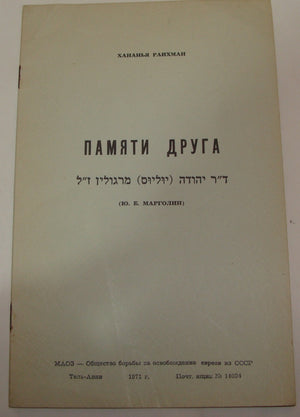 ХАНАНЬЯ РАЙХМАН
ПАМЯТИ ДРУГА
ד"ר יהודה (יוליוס) מרגולין ז"ל
(Ю. Б. МАРГОЛИН)
МАОЗ — Общество борьбы за освобождение евреев из СССР
Тель-Авив 1971 г. Почт. ящик №